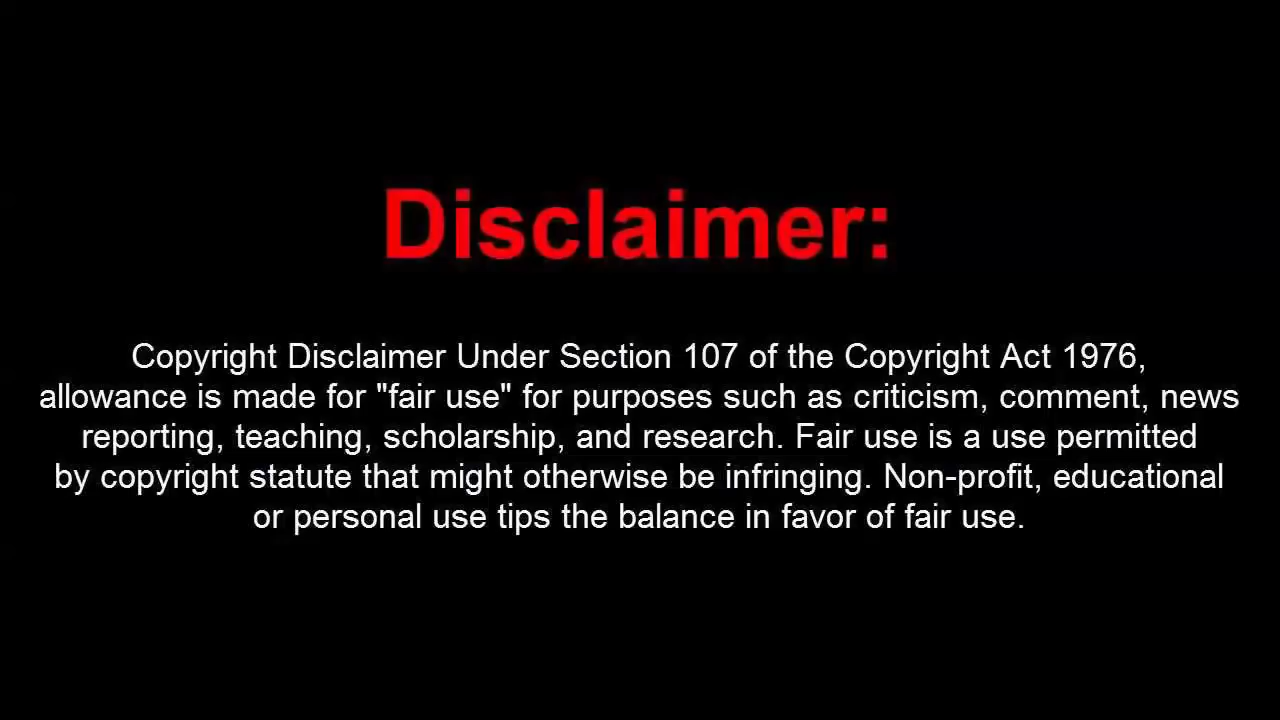 Disclaimer:
Copyright Disclaimer Under Section 107 of the Copyright Act 1976,
allowance is made for "fair use" for purposes such as criticism, comment, news
reporting, teaching, scholarship, and research. Fair use is a use permitted
by copyright statute that might otherwise be infringing. Non-profit, educational
or personal use tips the balance in favor of fair use.